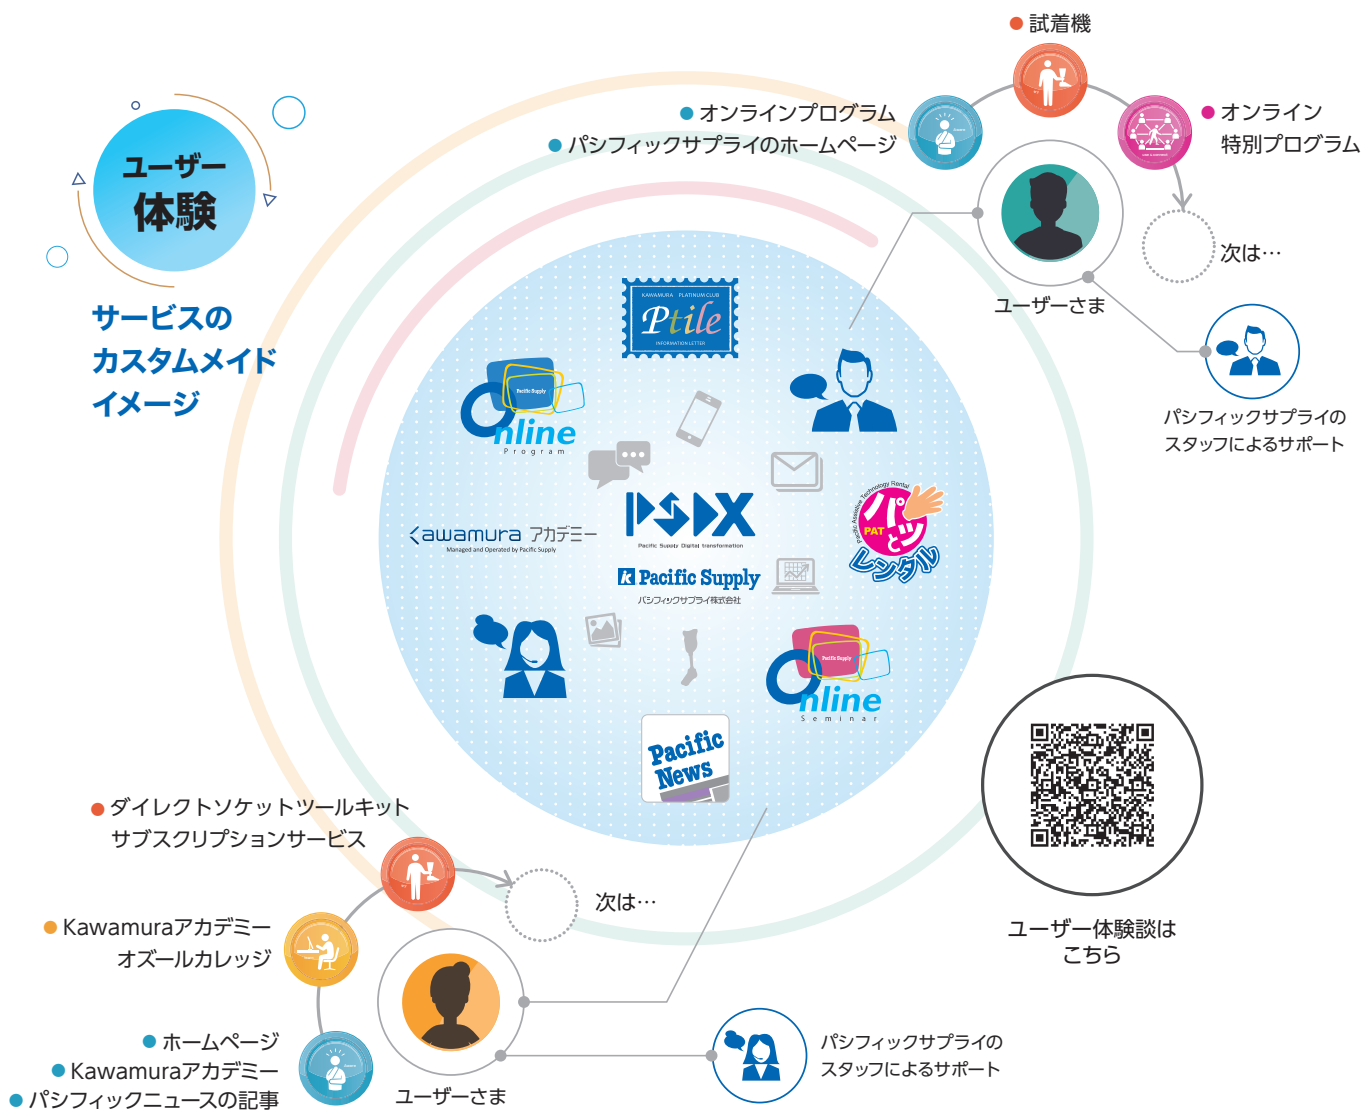 ユーザー
体験
サービスの
カスタムメイド
イメージ
試着機
オンラインプログラム
パシフィックサプライのホームページ
オンライン
特別プログラム
次は…
ユーザーさま
パシフィックサプライの
スタッフによるサポート
KAWAMURA PLATINUM CLUB
Ptile
INFORMATION LETTER
Pacific Supply
Online
Program
Kawamura アカデミー
Managed and Operated by Pacific Supply
PSDX
Pacific Supply Digital transformation
Pacific Supply
パシフィックサプライ株式会社
Pacific Assistive Technology Rental
パッと
PAT
レンタル
Pacific Supply
Online
Seminar
Pacific
News
ダイレクトソケットツールキット
サブスクリプションサービス
次は…
Kawamuraアカデミー
オズールカレッジ
ホームページ
Kawamuraアカデミー
パシフィックニュースの記事
ユーザーさま
パシフィックサプライの
スタッフによるサポート
ユーザー体験談は
こちら